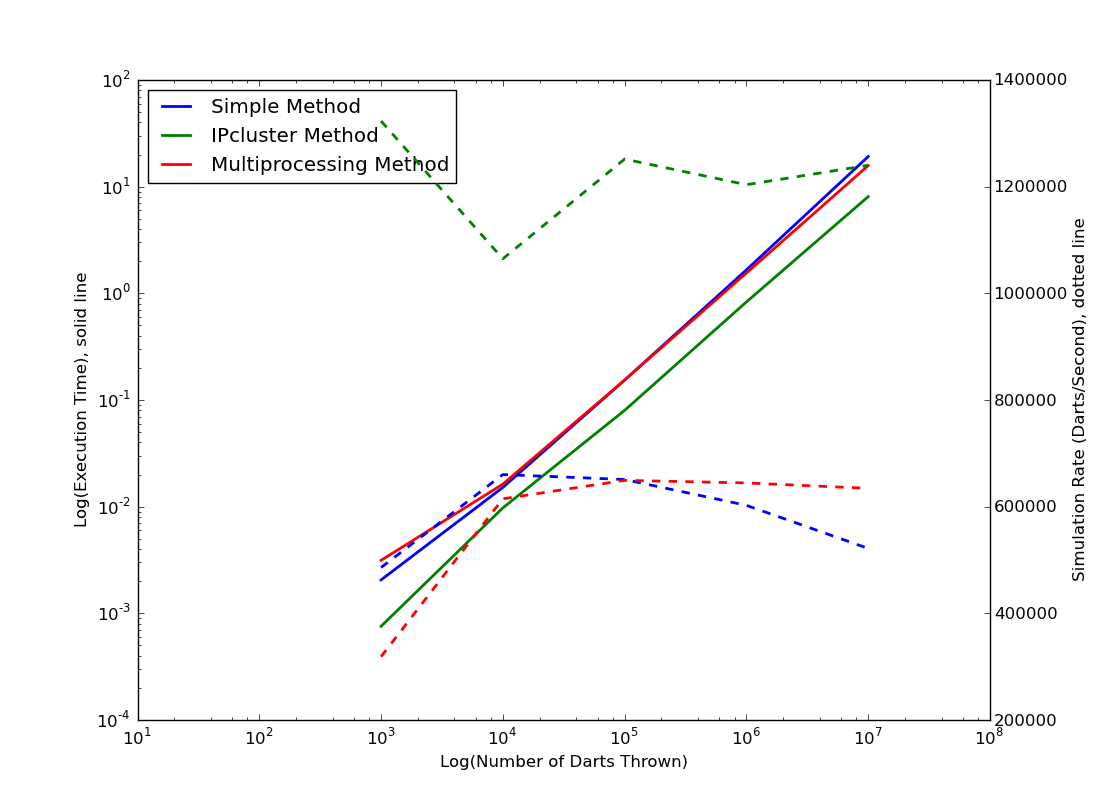 Simple Method
IPcluster Method
Multiprocessing Method
10^2
10^1
10^0
10^-1
10^-2
10^-3
10^-4
Log(Execution Time), solid line
1400000
1200000
1000000
800000
600000
400000
200000
Simulation Rate (Darts/Second), dotted line
10^1 10^2 10^3 10^4 10^5 10^6 10^7 10^8
Log(Number of Darts Thrown)